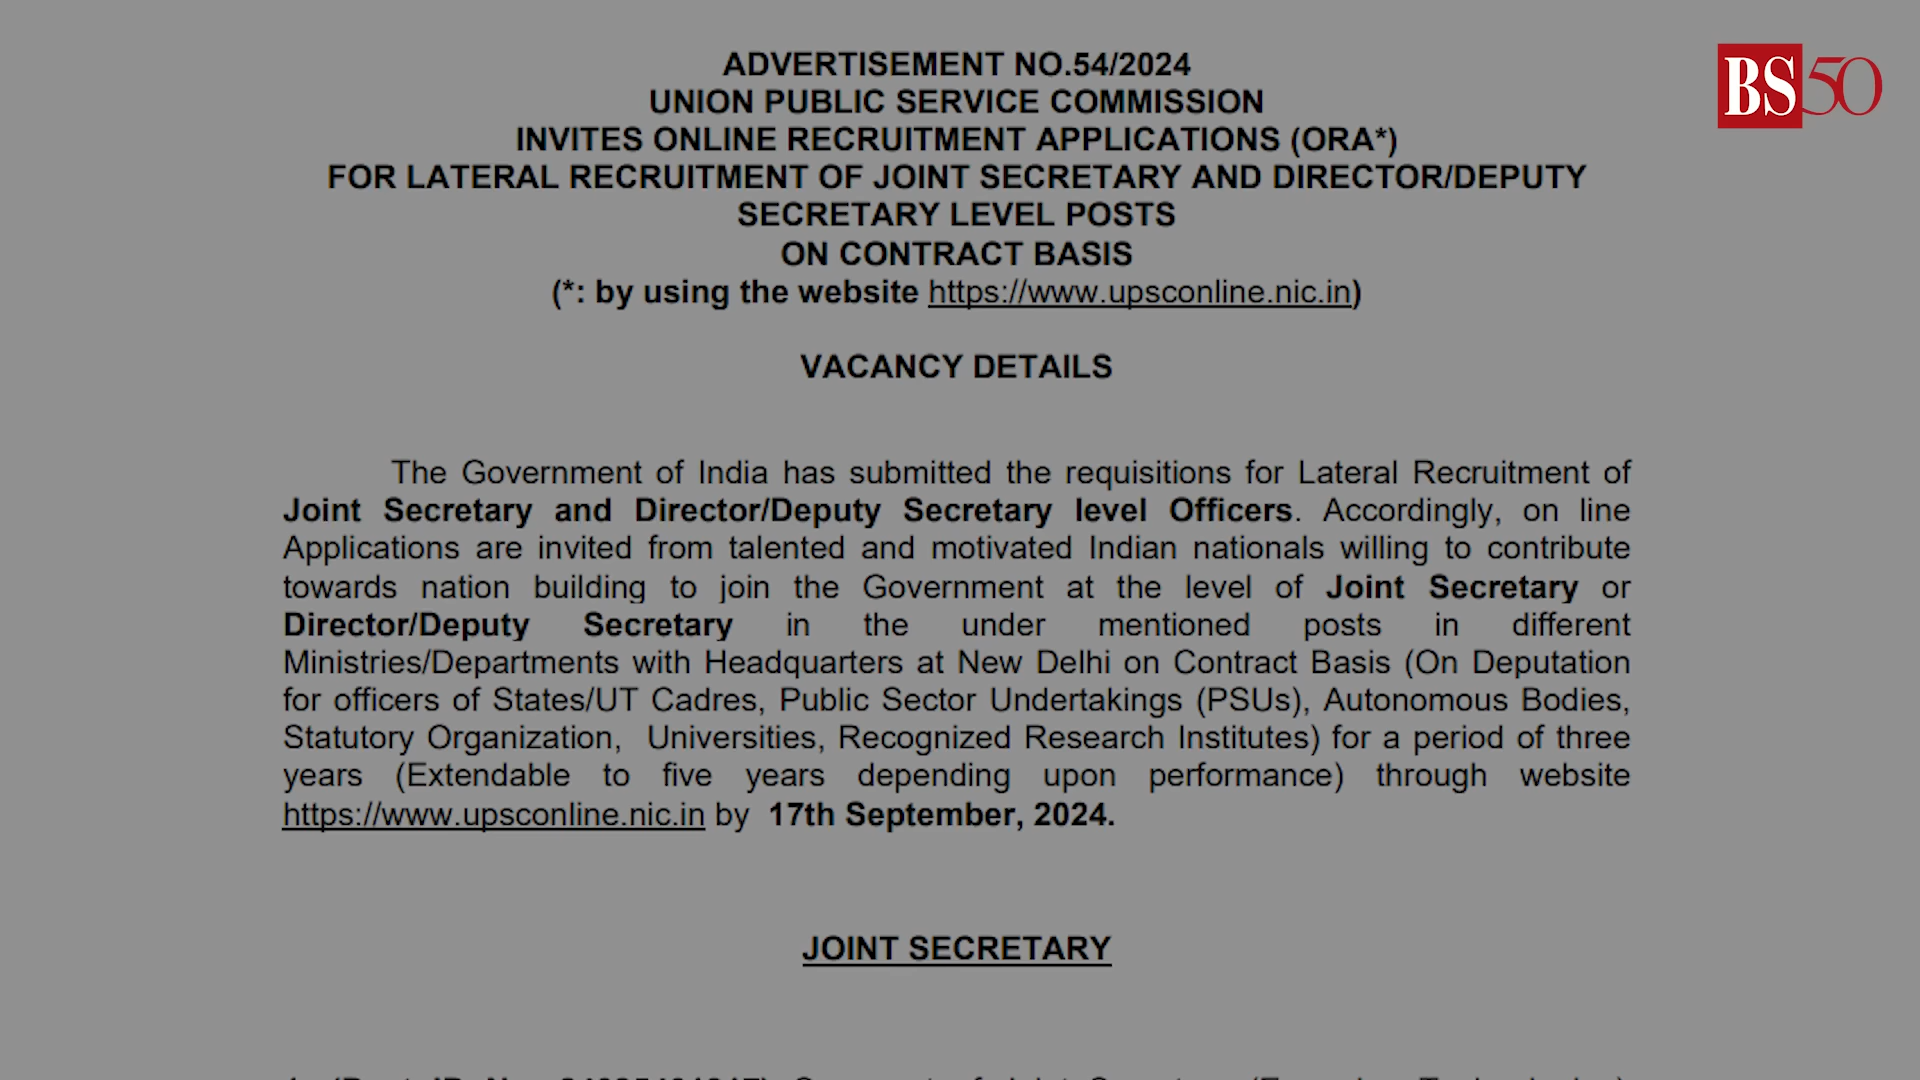 ADVERTISEMENT NO.54/2024
UNION PUBLIC SERVICE COMMISSION
INVITES ONLINE RECRUITMENT APPLICATIONS (ORA*)
FOR LATERAL RECRUITMENT OF JOINT SECRETARY AND DIRECTOR/DEPUTY
SECRETARY LEVEL POSTS
ON CONTRACT BASIS
(*: by using the website https://www.upsconline.nic.in)
BS50
VACANCY DETAILS
The Government of India has submitted the requisitions for Lateral Recruitment of
Joint Secretary and Director/Deputy Secretary level Officers. Accordingly, on line
Applications are invited from talented and motivated Indian nationals willing to contribute
towards nation building to join the Government at the level of Joint Secretary or
Director/Deputy Secretary in the under mentioned posts in different
Ministries/Departments with Headquarters at New Delhi on Contract Basis (On Deputation
for officers of States/UT Cadres, Public Sector Undertakings (PSUs), Autonomous Bodies,
Statutory Organization, Universities, Recognized Research Institutes) for a period of three
years (Extendable to five years depending upon performance) through website
https://www.upsconline.nic.in by 17th September, 2024.
JOINT SECRETARY